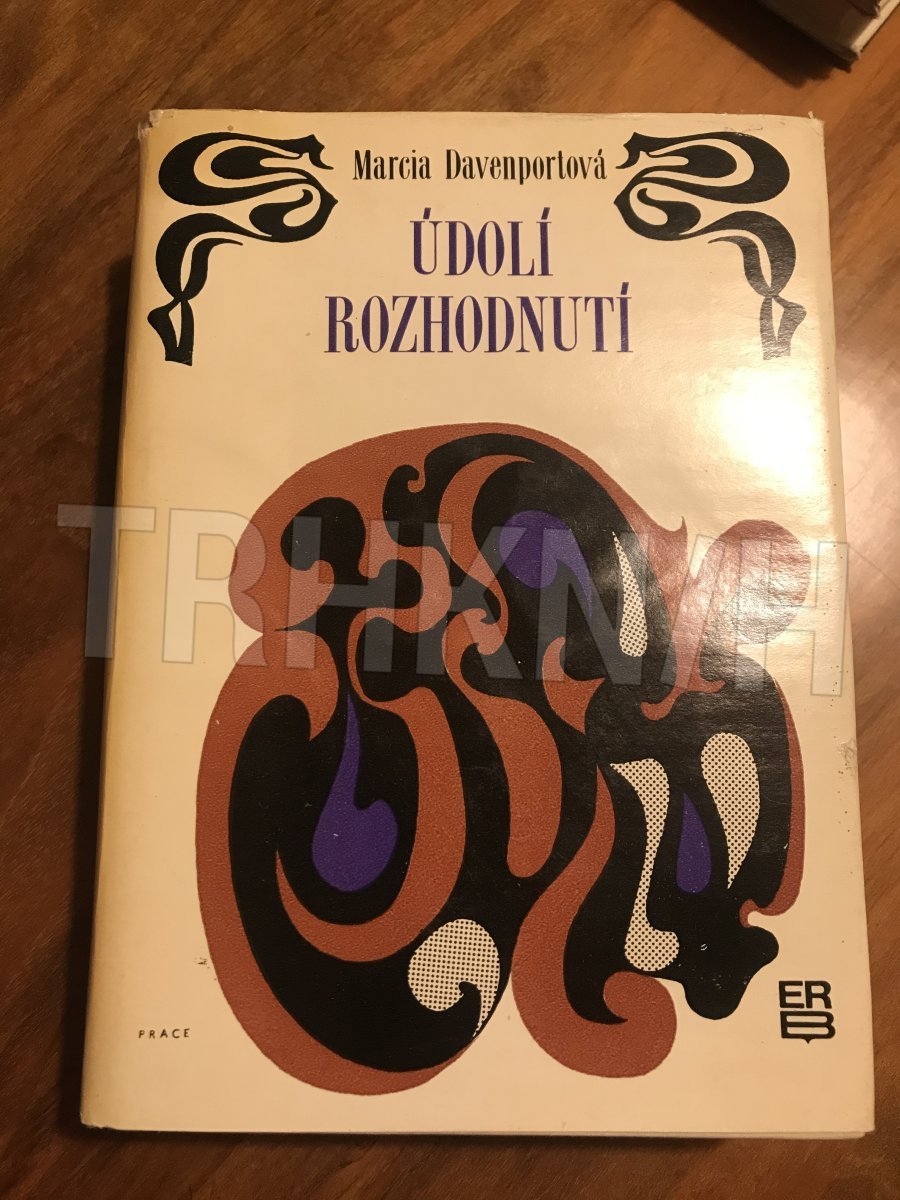 Marcia Davenportová
ÚDOLÍ
ROZHODNUTÍ
TRHKNIH
PRACE
ER
B